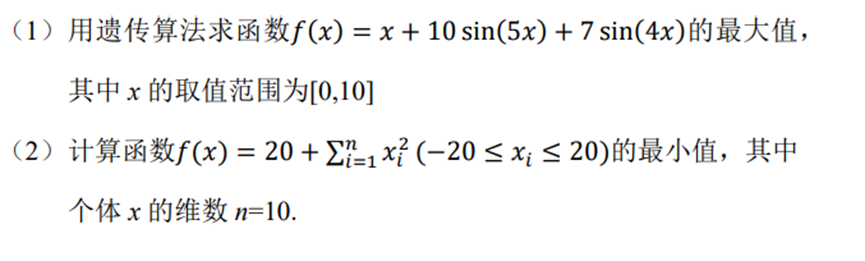 （1）用遗传算法求函数f(x) = x + 10 sin(5x) + 7 sin(4x)的最大值，
其中 x 的取值范围为[0,10]
（2）计算函数f(x) = 20 + ∑ⁿᵢ₌₁ xᵢ² (−20 ≤ xᵢ ≤ 20)的最小值，其中
个体 x 的维数 n=10.